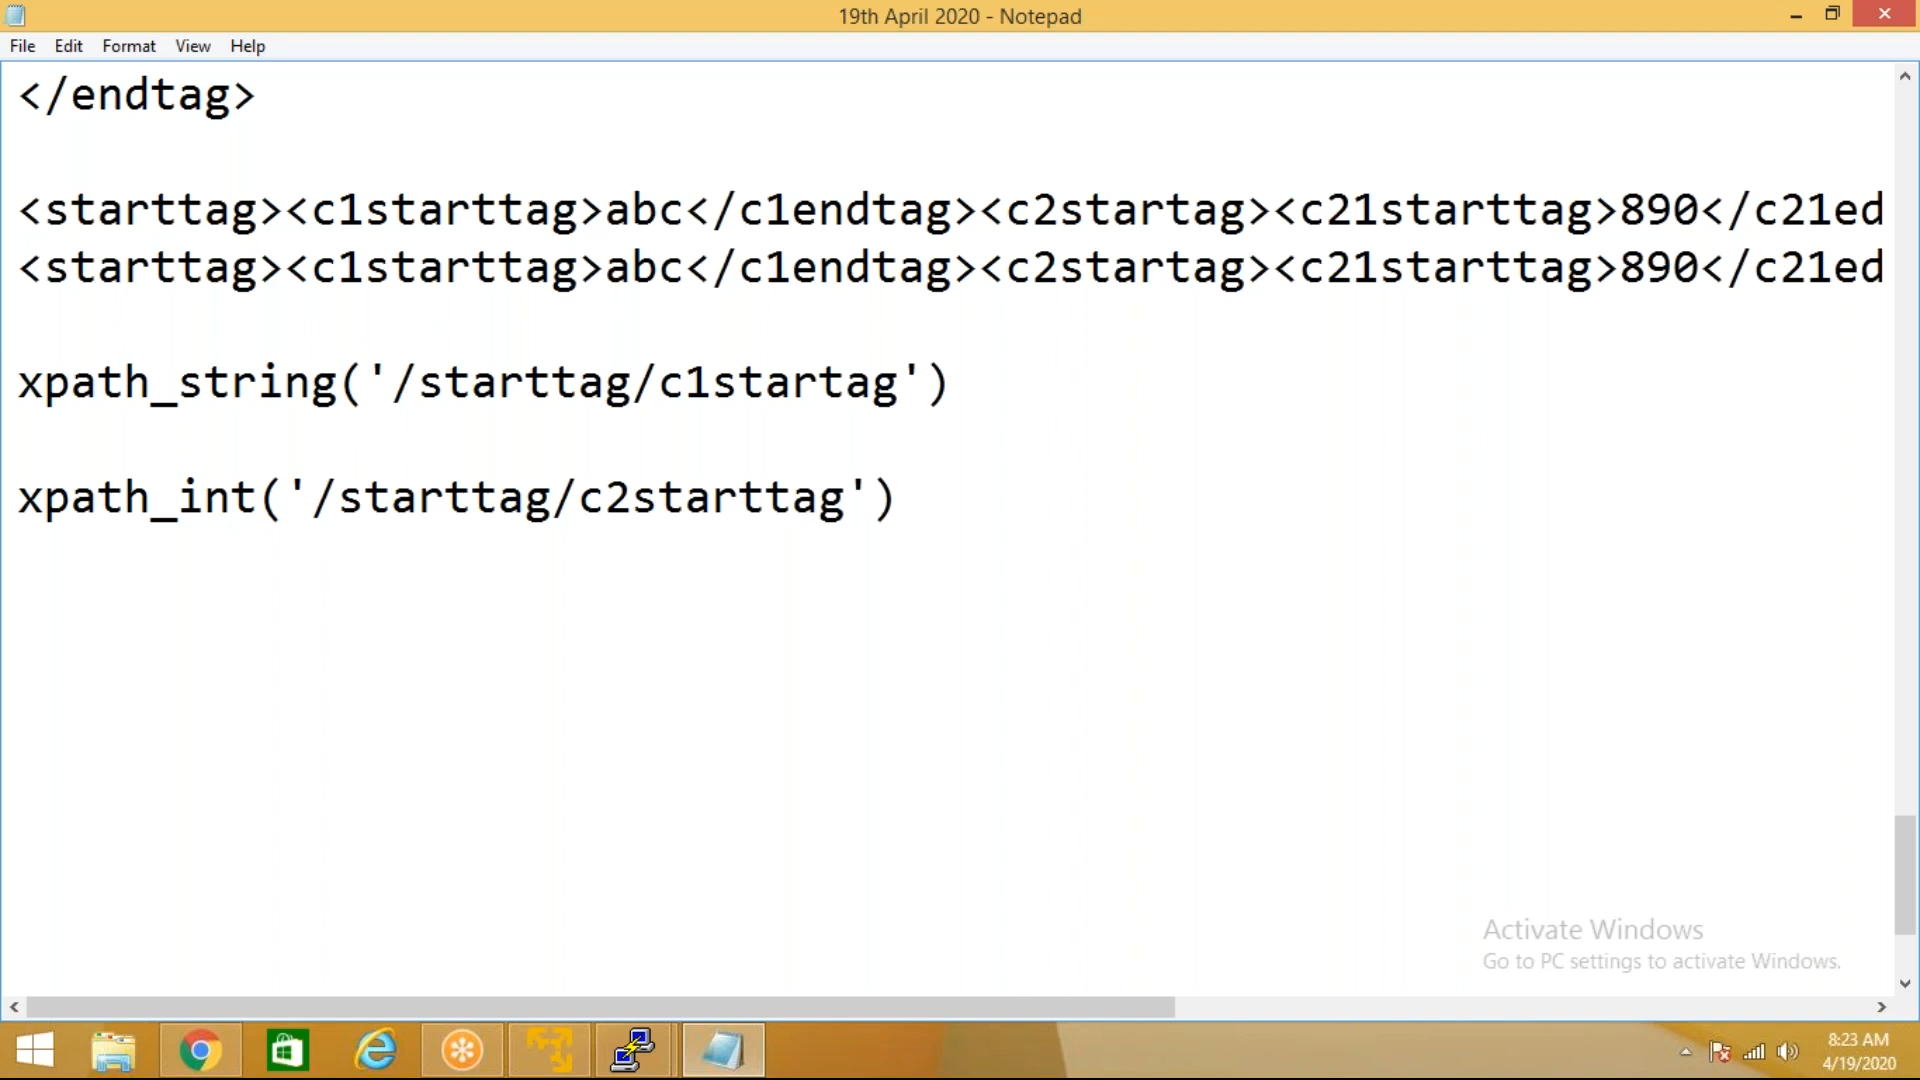 19th April 2020 - Notepad
File Edit Format View Help
</endtag>
<starttag><c1starttag>abc</c1endtag><c2startag><c21starttag>890</c21ed
<starttag><c1starttag>abc</c1endtag><c2startag><c21starttag>890</c21ed
xpath_string('/starttag/c1startag')
xpath_int('/starttag/c2starttag')
Activate Windows
Go to PC settings to activate Windows.
8:23 AM
4/19/2020